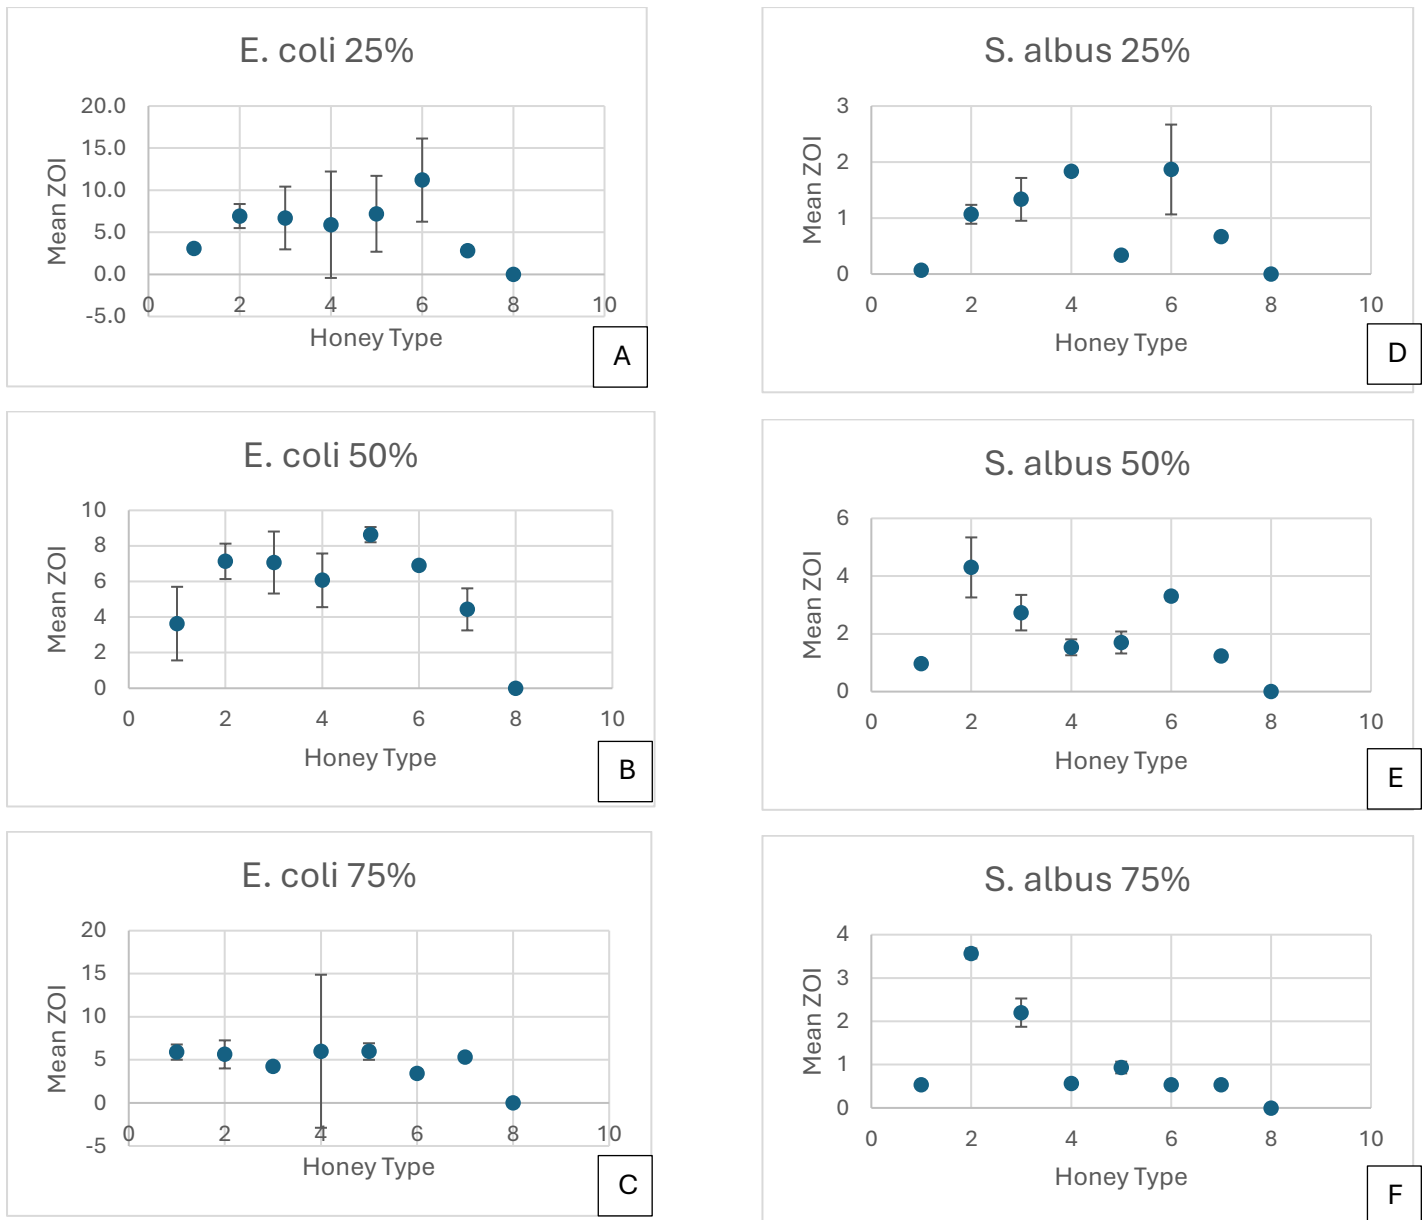 E. coli 25%
20.0
15.0
10.0
5.0
0.0
-5.0
0 2 4 6 8 10
Mean ZOI
Honey Type
A
S. albus 25%
3
2
1
0
0 2 4 6 8 10
Mean ZOI
Honey Type
D
E. coli 50%
10
8
6
4
2
0
0 2 4 6 8 10
Mean ZOI
Honey Type
B
S. albus 50%
6
4
2
0
0 2 4 6 8 10
Mean ZOI
Honey Type
E
E. coli 75%
20
15
10
5
0
-5
0 2 4 6 8 10
Mean ZOI
Honey Type
C
S. albus 75%
4
3
2
1
0
0 2 4 6 8 10
Mean ZOI
Honey Type
F